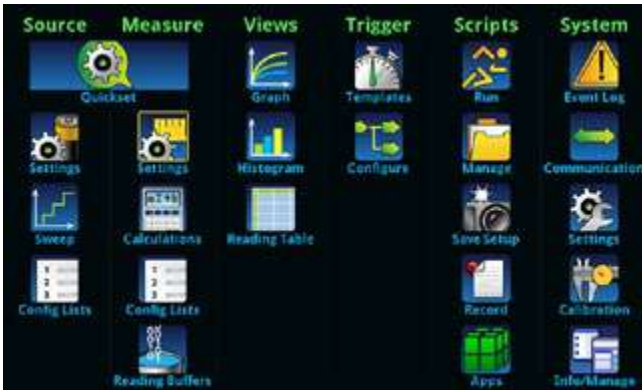 Source Measure Views Trigger Scripts System
Quickset Graph Templates Run Event Log
Settings Settings Histogram Configure Manage Communication
Sweep Calculations Reading Table Save Setup Settings
Config Lists Config Lists Record Calibration
Reading Buffers Apps Info/Manage